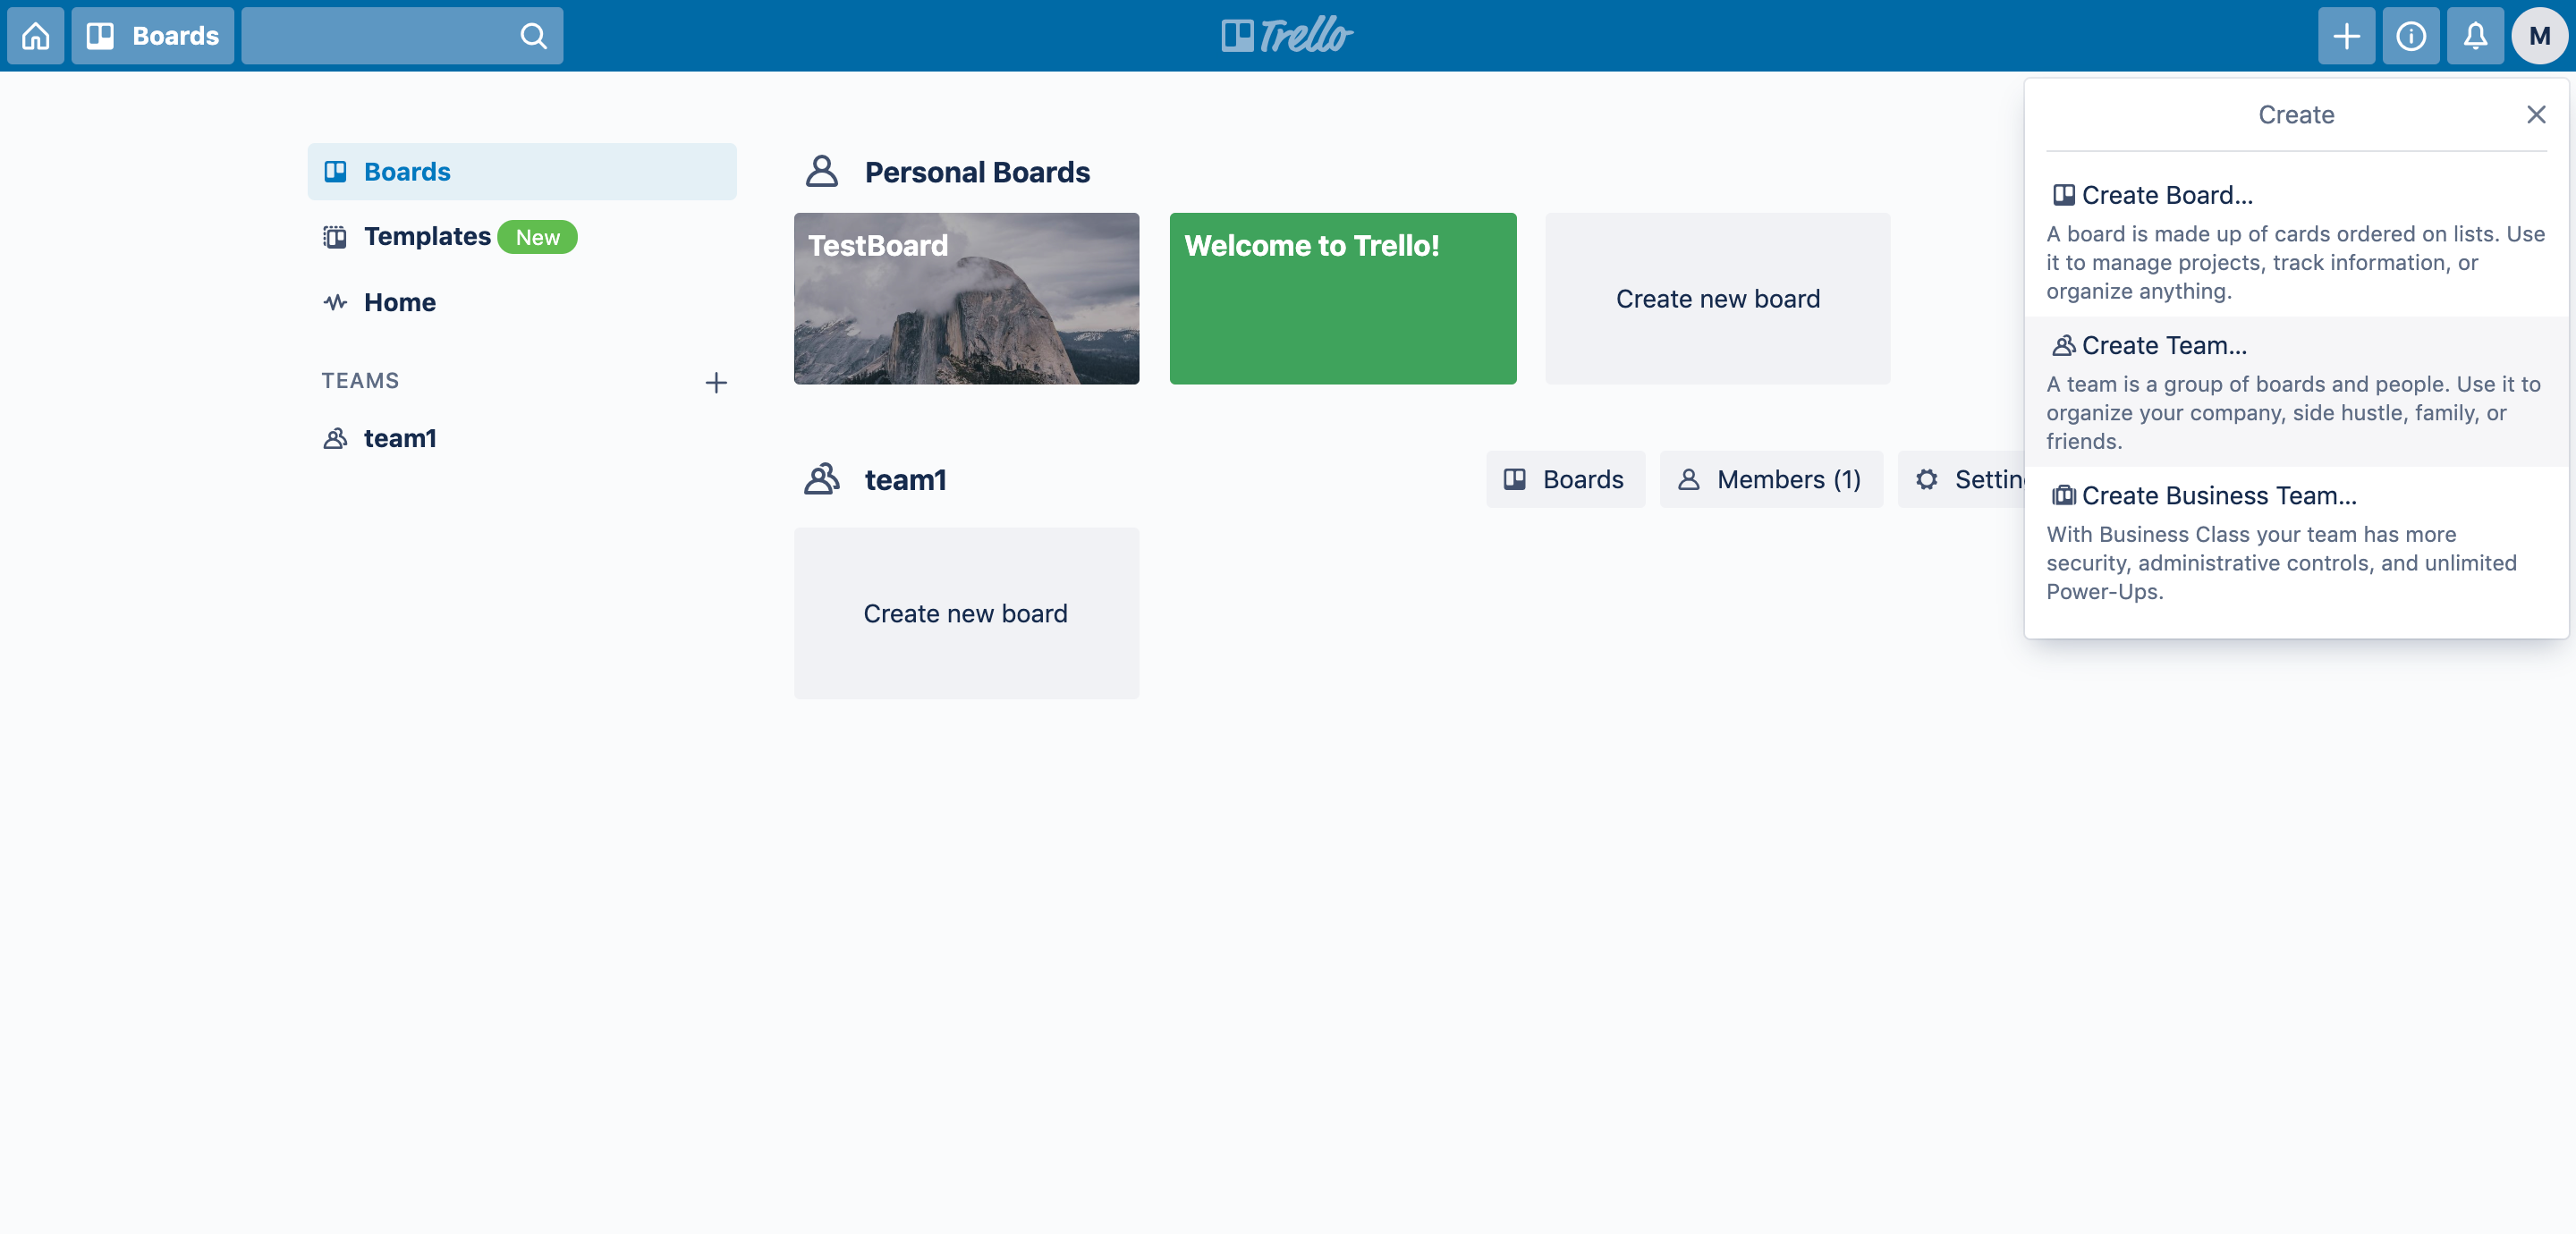 Boards
Trello
M
Boards
Templates New
Home
TEAMS
team1
Personal Boards
TestBoard
Welcome to Trello!
Create new board
team1
Boards
Members (1)
Settin
Create new board
Create
Create Board...
A board is made up of cards ordered on lists. Use
it to manage projects, track information, or
organize anything.
Create Team...
A team is a group of boards and people. Use it to
organize your company, side hustle, family, or
friends.
Create Business Team...
With Business Class your team has more
security, administrative controls, and unlimited
Power-Ups.